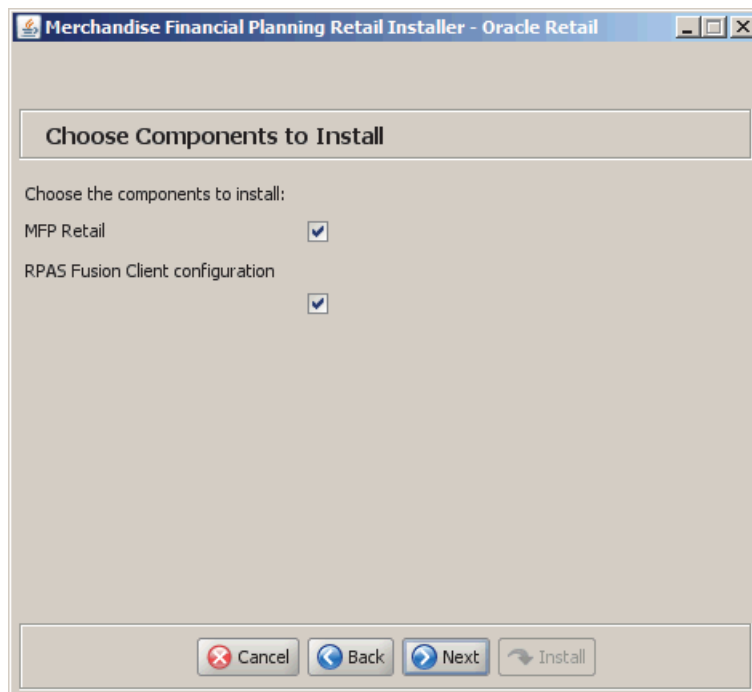 Merchandise Financial Planning Retail Installer - Oracle Retail
Choose Components to Install
Choose the components to install:
MFP Retail
RPAS Fusion Client configuration
Cancel
Back
Next
Install